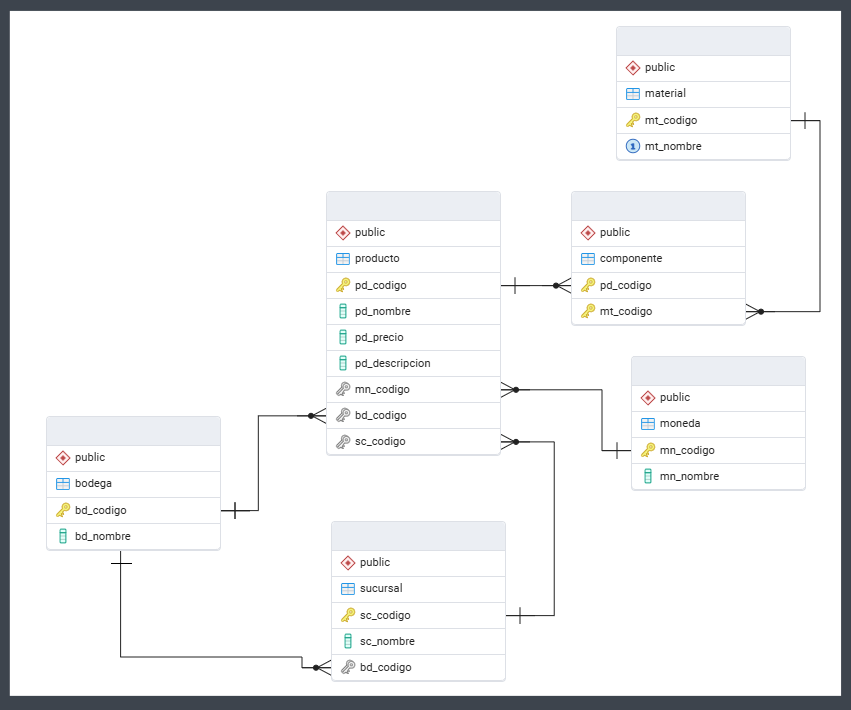 public
material
mt_codigo
mt_nombre
public
producto
pd_codigo
pd_nombre
pd_precio
pd_descripcion
mn_codigo
bd_codigo
sc_codigo
public
componente
pd_codigo
mt_codigo
public
moneda
mn_codigo
mn_nombre
public
bodega
bd_codigo
bd_nombre
public
sucursal
sc_codigo
sc_nombre
bd_codigo